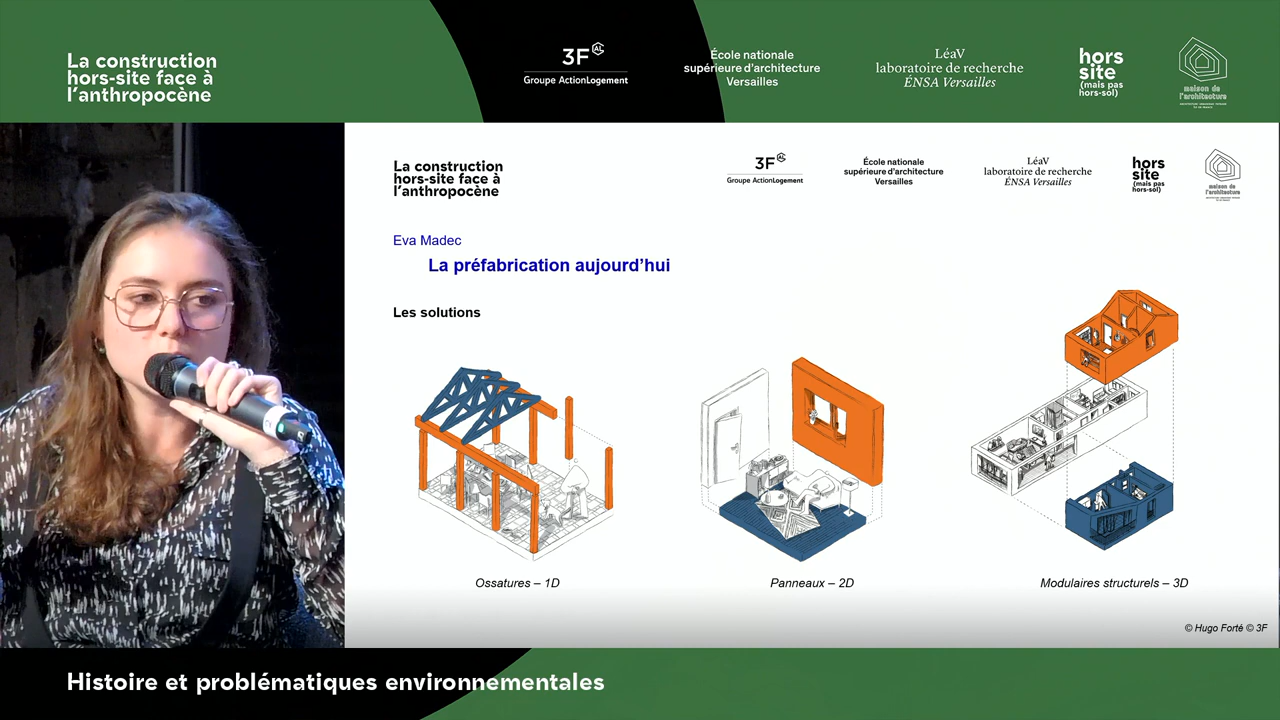 La construction
hors-site face à
l'anthropocène
3F AL
Groupe ActionLogement
École nationale
supérieure d'architecture
Versailles
LéaV
laboratoire de recherche
ÉNSA Versailles
hors
site
(mais pas
hors-sol)
maison de
l'architecture
La construction
hors-site face à
l'anthropocène
3F AL
Groupe ActionLogement
École nationale
supérieure d'architecture
Versailles
LéaV
laboratoire de recherche
ÉNSA Versailles
hors
site
(mais pas
hors-sol)
maison de
l'architecture
Eva Madec
La préfabrication aujourd'hui
Les solutions
Ossatures – 1D
Panneaux – 2D
Modulaires structurels – 3D
© Hugo Forté © 3F
Histoire et problématiques environnementales